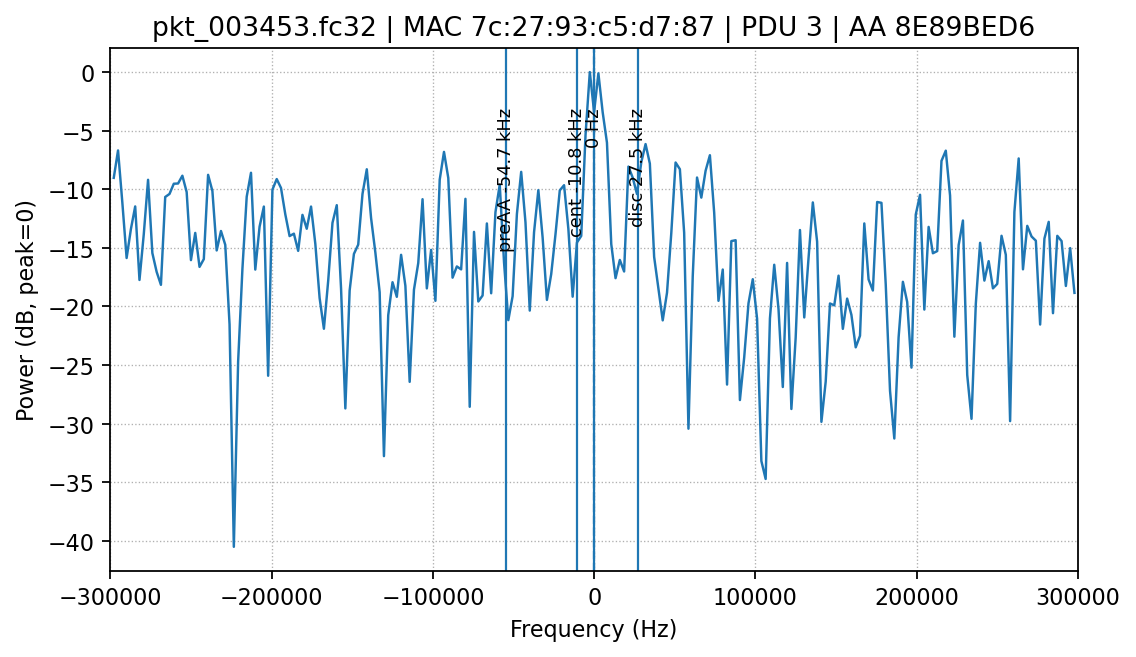 pkt_003453.fc32 | MAC 7c:27:93:c5:d7:87 | PDU 3 | AA 8E89BED6
Power (dB, peak=0)
0
−5
−10
−15
−20
−25
−30
−35
−40
preAA -54.7 kHz
cent -10.8 kHz
0 Hz
disc 27.5 kHz
−300000
−200000
−100000
0
100000
200000
300000
Frequency (Hz)